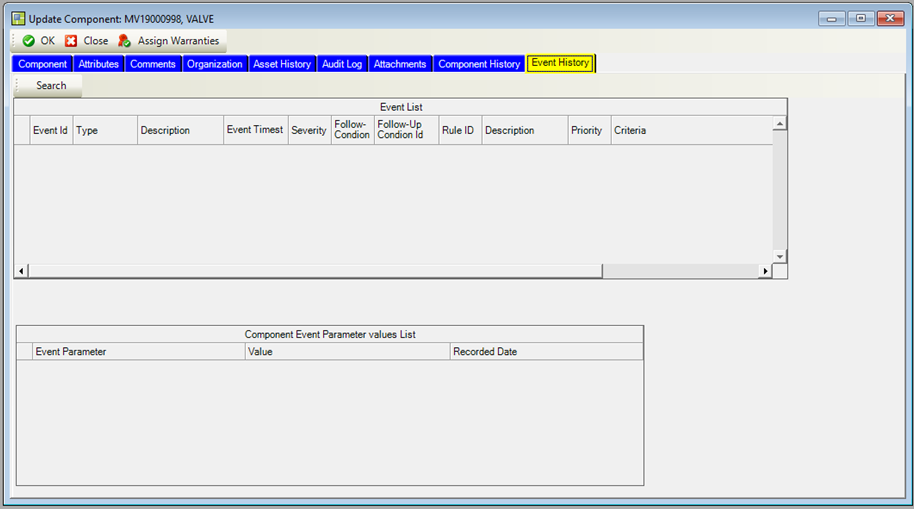 Update Component: MV19000998, VALVE
OK Close Assign Warranties
Component Attributes Comments Organization Asset History Audit Log Attachments Component History Event History
Search
Event List
Event Id Type Description Event Timest Severity Follow- Condion Follow-Up Condion Id Rule ID Description Priority Criteria
Component Event Parameter values List
Event Parameter Value Recorded Date